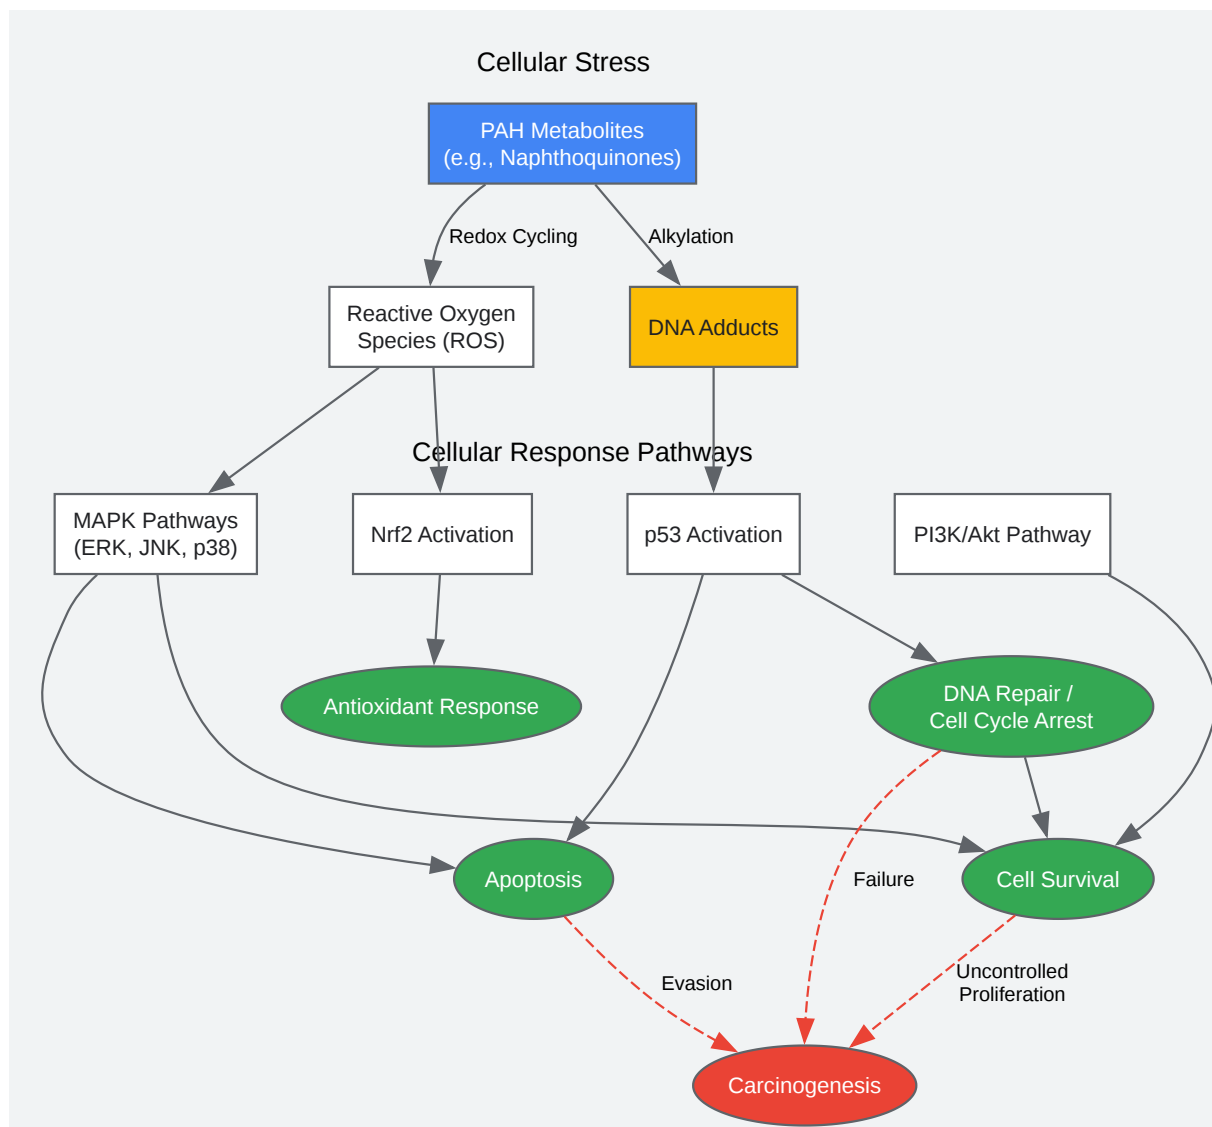 Cellular Stress
PAH Metabolites
(e.g., Naphthoquinones)
Redox Cycling
Alkylation
Reactive Oxygen
Species (ROS)
DNA Adducts
Cellular Response Pathways
MAPK Pathways
(ERK, JNK, p38)
Nrf2 Activation
p53 Activation
PI3K/Akt Pathway
Antioxidant Response
DNA Repair /
Cell Cycle Arrest
Apoptosis
Failure
Cell Survival
Evasion
Uncontrolled
Proliferation
Carcinogenesis